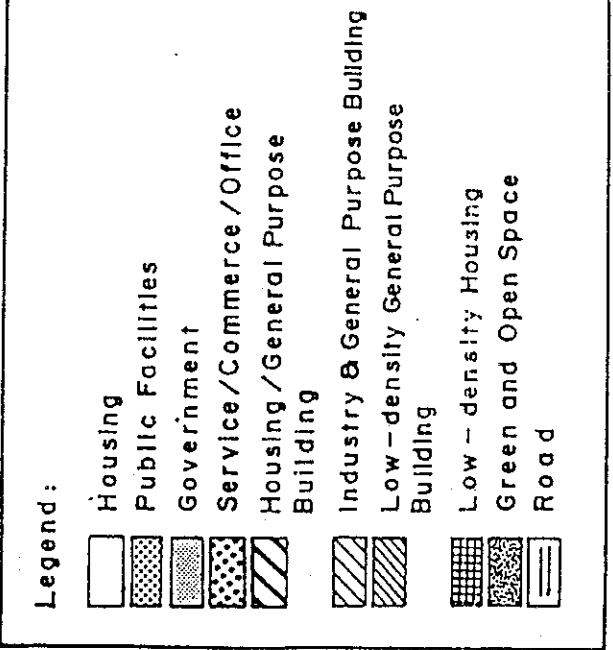 Legend:
Housing
Public Facilities
Government
Service/Commerce/Office
Housing/General Purpose
Building
Industry & General Purpose Building
Low-density General Purpose
Building
Low-density Housing
Green and Open Space
Road